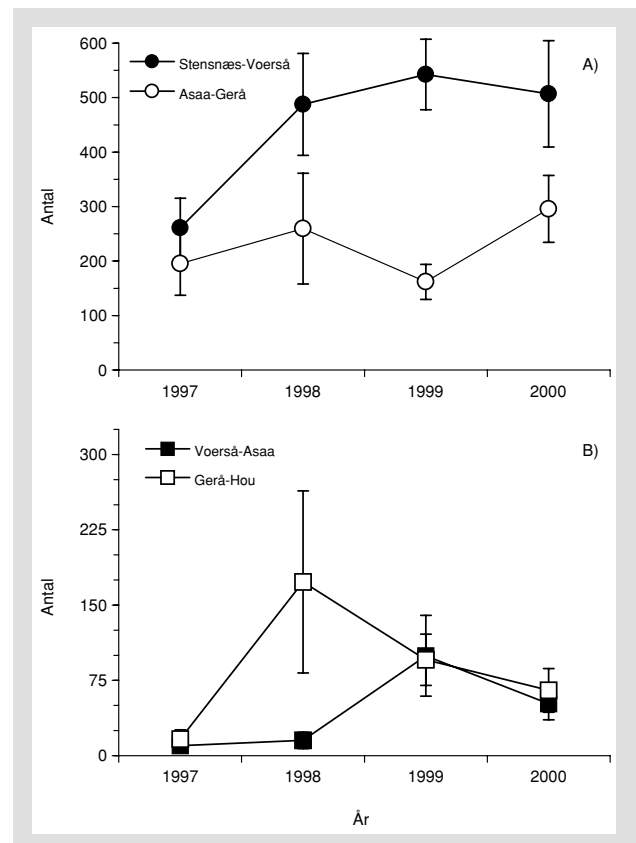 600
500
400
300
200
100
0
Antal
Stensnæs-Voerså
Asaa-Gerå
A)
1997 1998 1999 2000
300
225
150
75
0
Antal
Voerså-Asaa
Gerå-Hou
B)
1997 1998 1999 2000
År